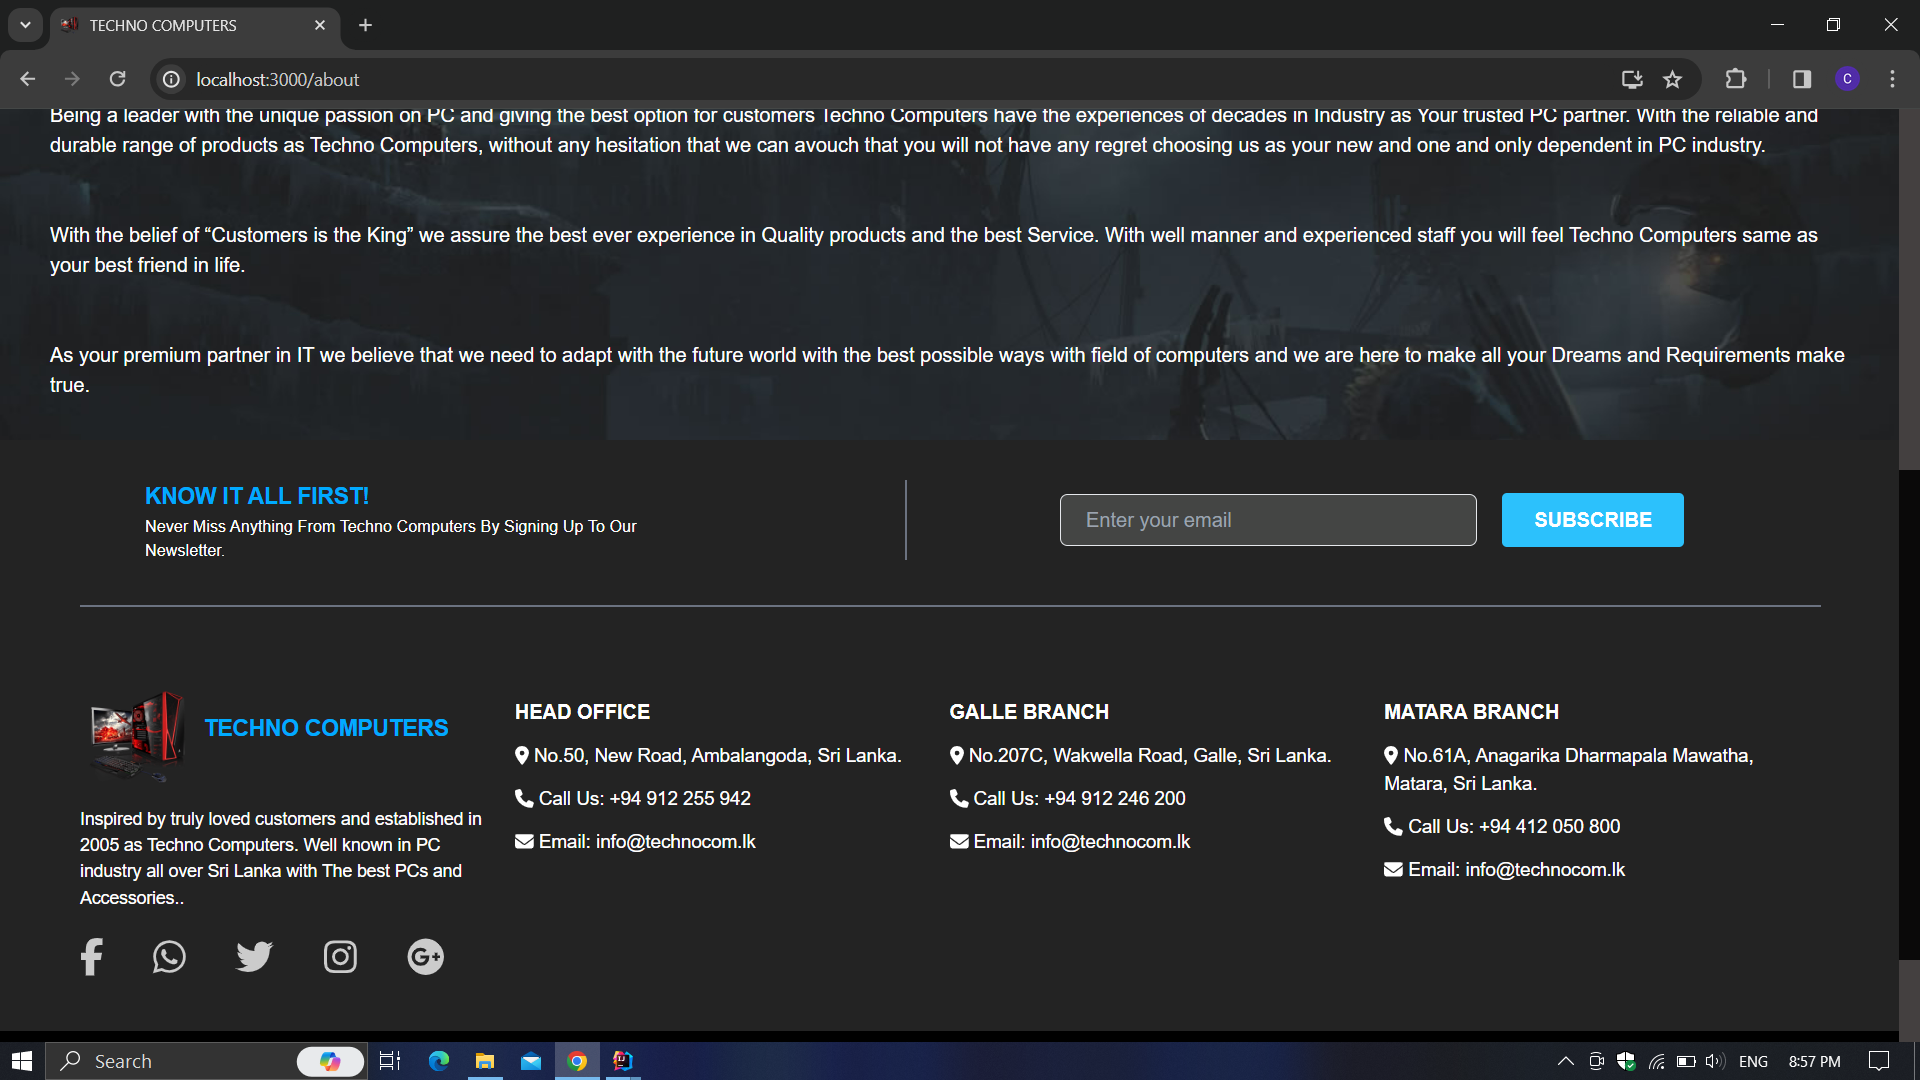 TECHNO COMPUTERS
localhost:3000/about
C
Being a leader with the unique passion on PC and giving the best option for customers Techno Computers have the experiences of decades in Industry as Your trusted PC partner. With the reliable and
durable range of products as Techno Computers, without any hesitation that we can avouch that you will not have any regret choosing us as your new and one and only dependent in PC industry.
With the belief of “Customers is the King” we assure the best ever experience in Quality products and the best Service. With well manner and experienced staff you will feel Techno Computers same as
your best friend in life.
As your premium partner in IT we believe that we need to adapt with the future world with the best possible ways with field of computers and we are here to make all your Dreams and Requirements make
true.
KNOW IT ALL FIRST!
Never Miss Anything From Techno Computers By Signing Up To Our
Newsletter.
Enter your email
SUBSCRIBE
TECHNO COMPUTERS
Inspired by truly loved customers and established in
2005 as Techno Computers. Well known in PC
industry all over Sri Lanka with The best PCs and
Accessories..
HEAD OFFICE
No.50, New Road, Ambalangoda, Sri Lanka.
Call Us: +94 912 255 942
Email: info@technocom.lk
GALLE BRANCH
No.207C, Wakwella Road, Galle, Sri Lanka.
Call Us: +94 912 246 200
Email: info@technocom.lk
MATARA BRANCH
No.61A, Anagarika Dharmapala Mawatha,
Matara, Sri Lanka.
Call Us: +94 412 050 800
Email: info@technocom.lk
Search
ENG
8:57 PM